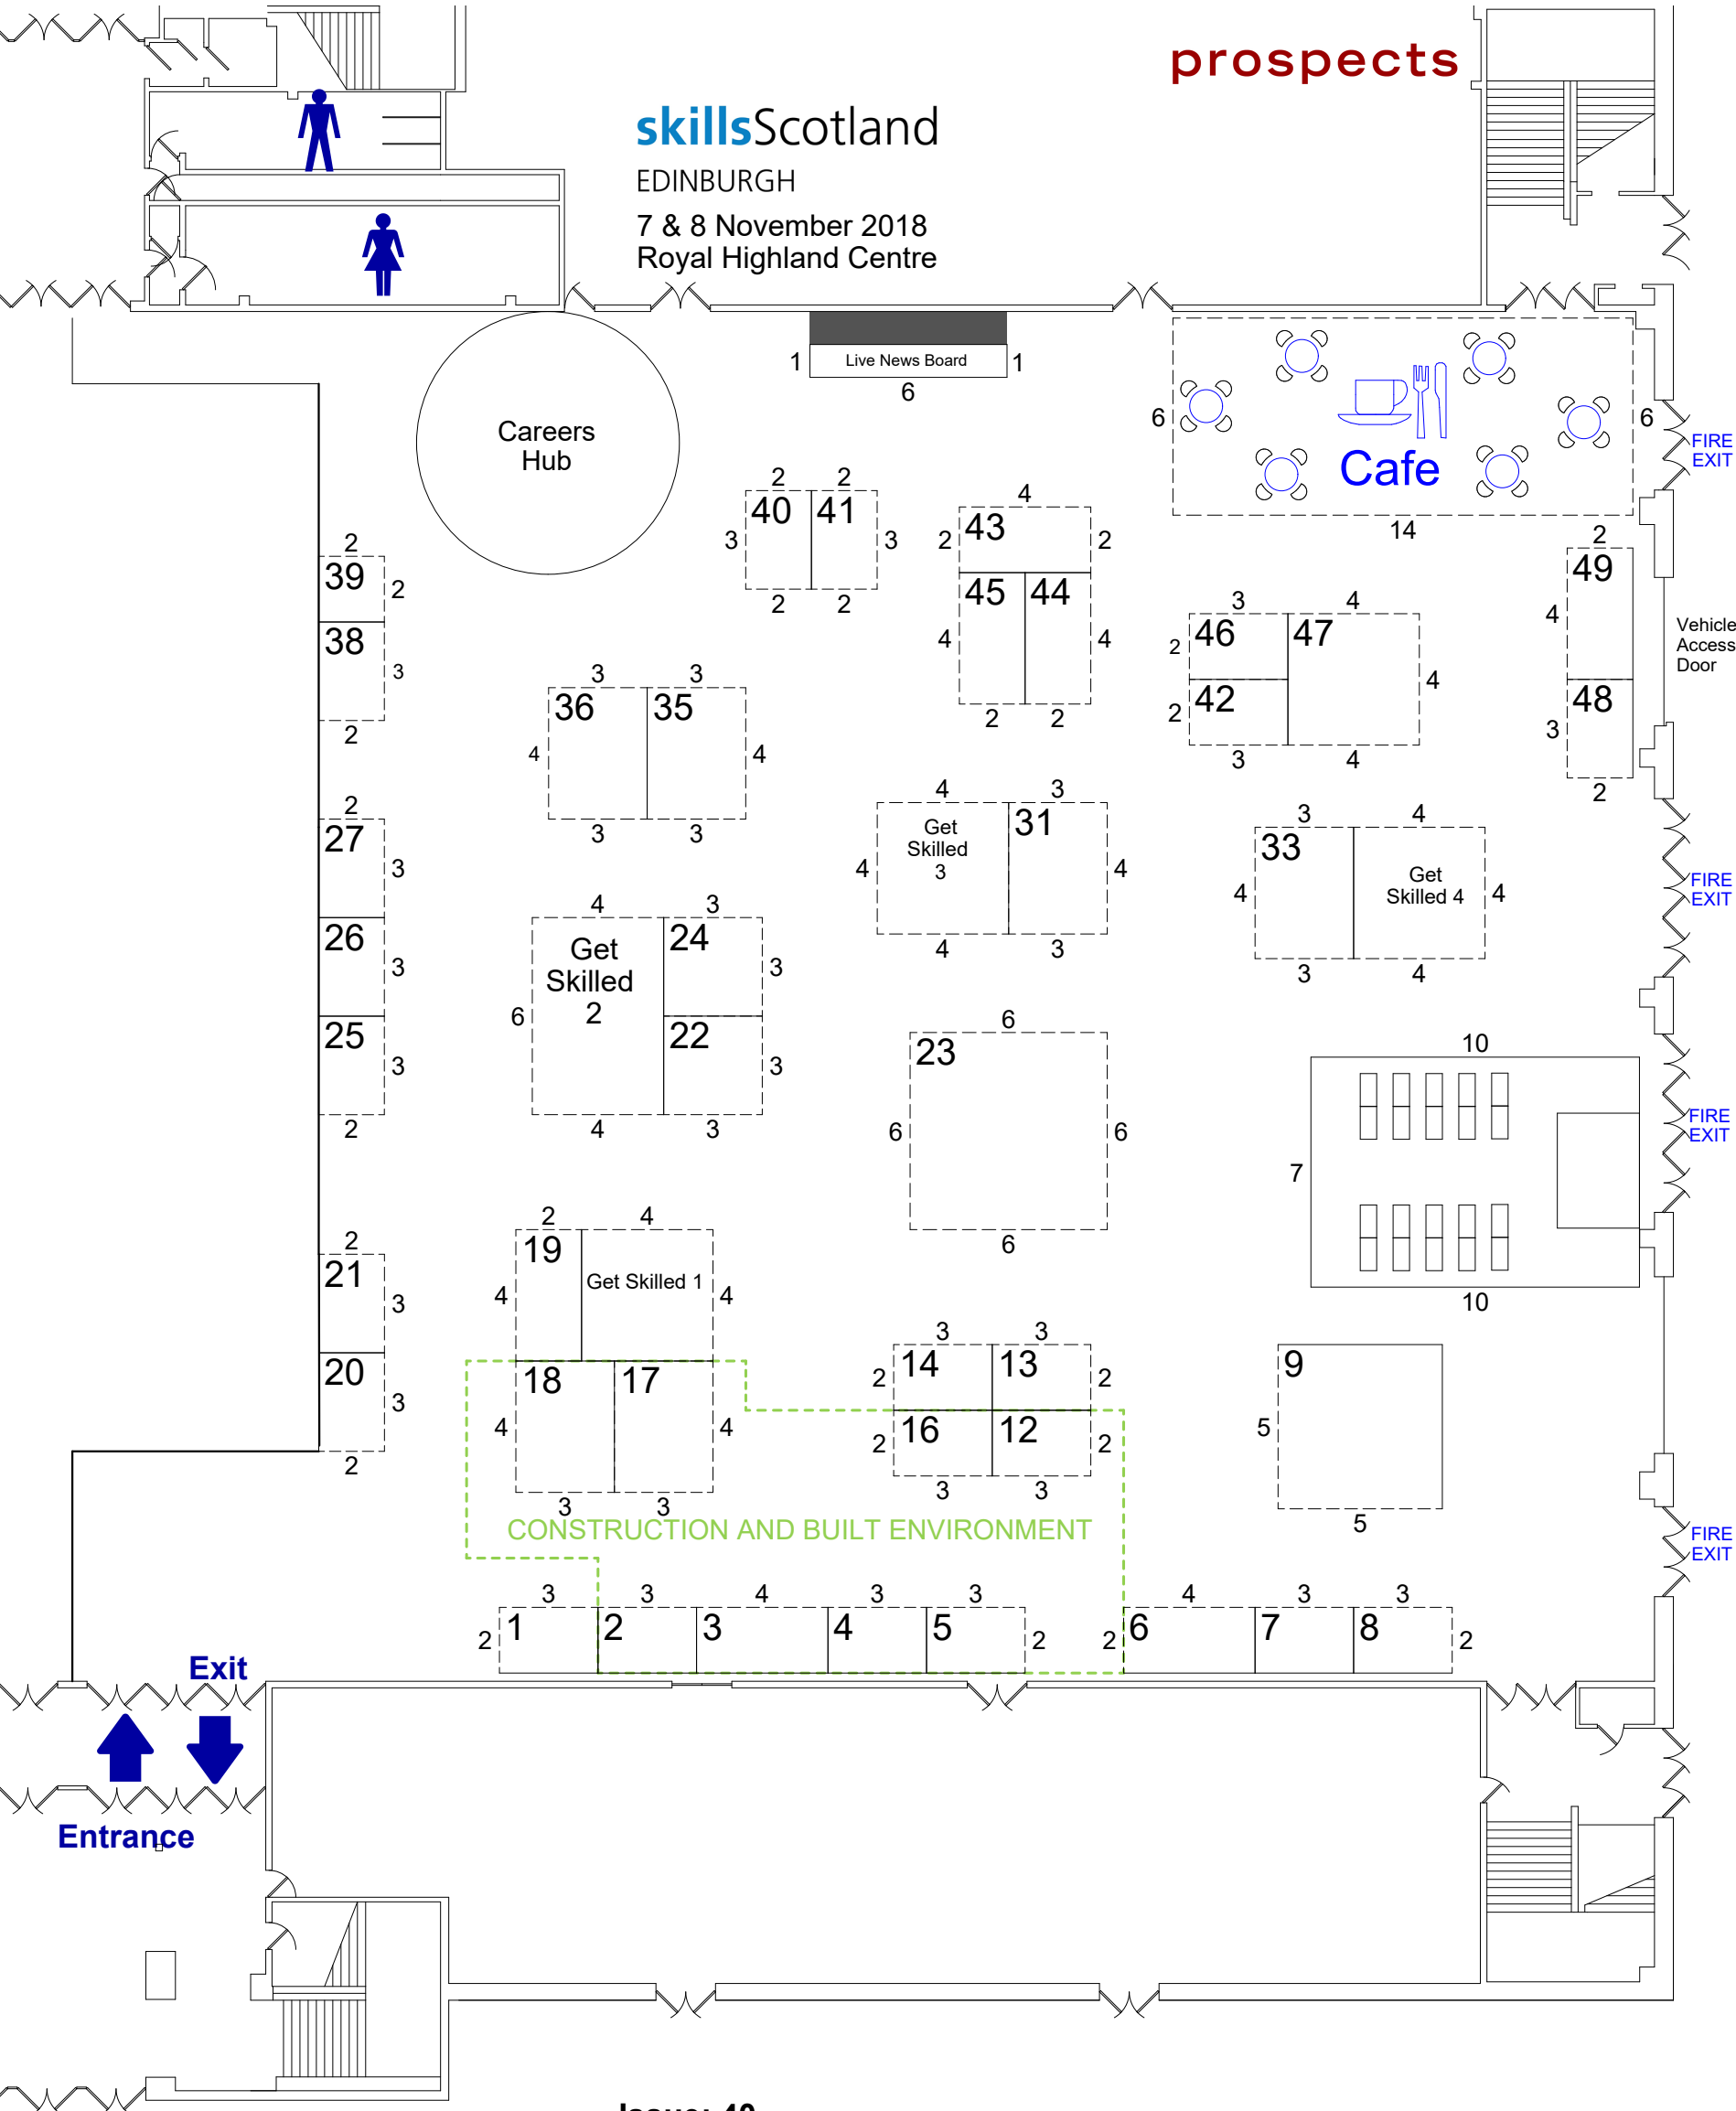 prospects
skillsScotland
EDINBURGH
7 & 8 November 2018
Royal Highland Centre
1 Live News Board 1
6
Careers
Hub
6 Cafe 6
14
FIRE
EXIT
2 2
40 41
3 3
2 2
4
2 43 2
45 44
4 4
2 2
2
39 2
38 3
2
3 4
2 46 47
4
2 42
3 4
2
49
4
48
3
2
Vehicle
Access
Door
3 3
36 35
4 4
3 3
2
27 3
26 3
25 3
2
4 3
Get
Skilled
3
31
4 4
4 3
3 4
33
Get
Skilled 4
4 4
3 4
FIRE
EXIT
4 3
Get
Skilled
2
24 3
6
22 3
4 3
6
23
6 6
6
10
7
10
FIRE
EXIT
2
21 3
20 3
2
2 4
19
Get Skilled 1
4 4
18 17
4 4
3 3
3 3
2 14 13 2
2 16 12 2
3 3
9
5
5
CONSTRUCTION AND BUILT ENVIRONMENT
FIRE
EXIT
3 3 4 3 3
2 1 2 3 4 5 2
4 3 3
2 6 7 8 2
Exit
Entrance